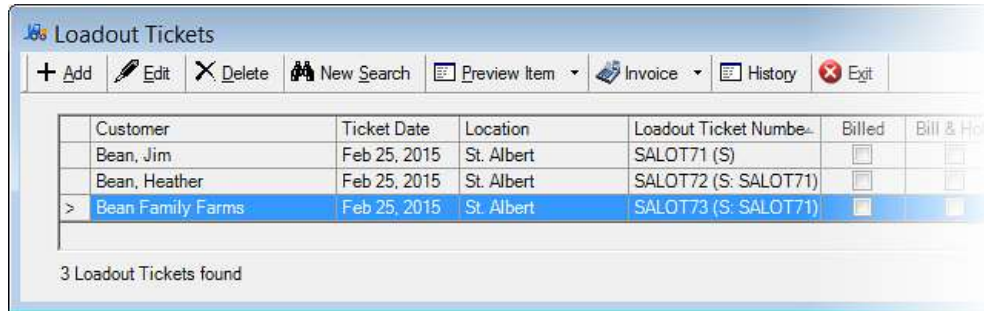 Loadout Tickets
Add Edit Delete New Search Preview Item Invoice History Exit
Customer Ticket Date Location Loadout Ticket Numbe Billed Bill & Ho
Bean, Jim Feb 25, 2015 St. Albert SALOT71 (S)
Bean, Heather Feb 25, 2015 St. Albert SALOT72 (S: SALOT71)
> Bean Family Farms Feb 25, 2015 St. Albert SALOT73 (S: SALOT71)
3 Loadout Tickets found